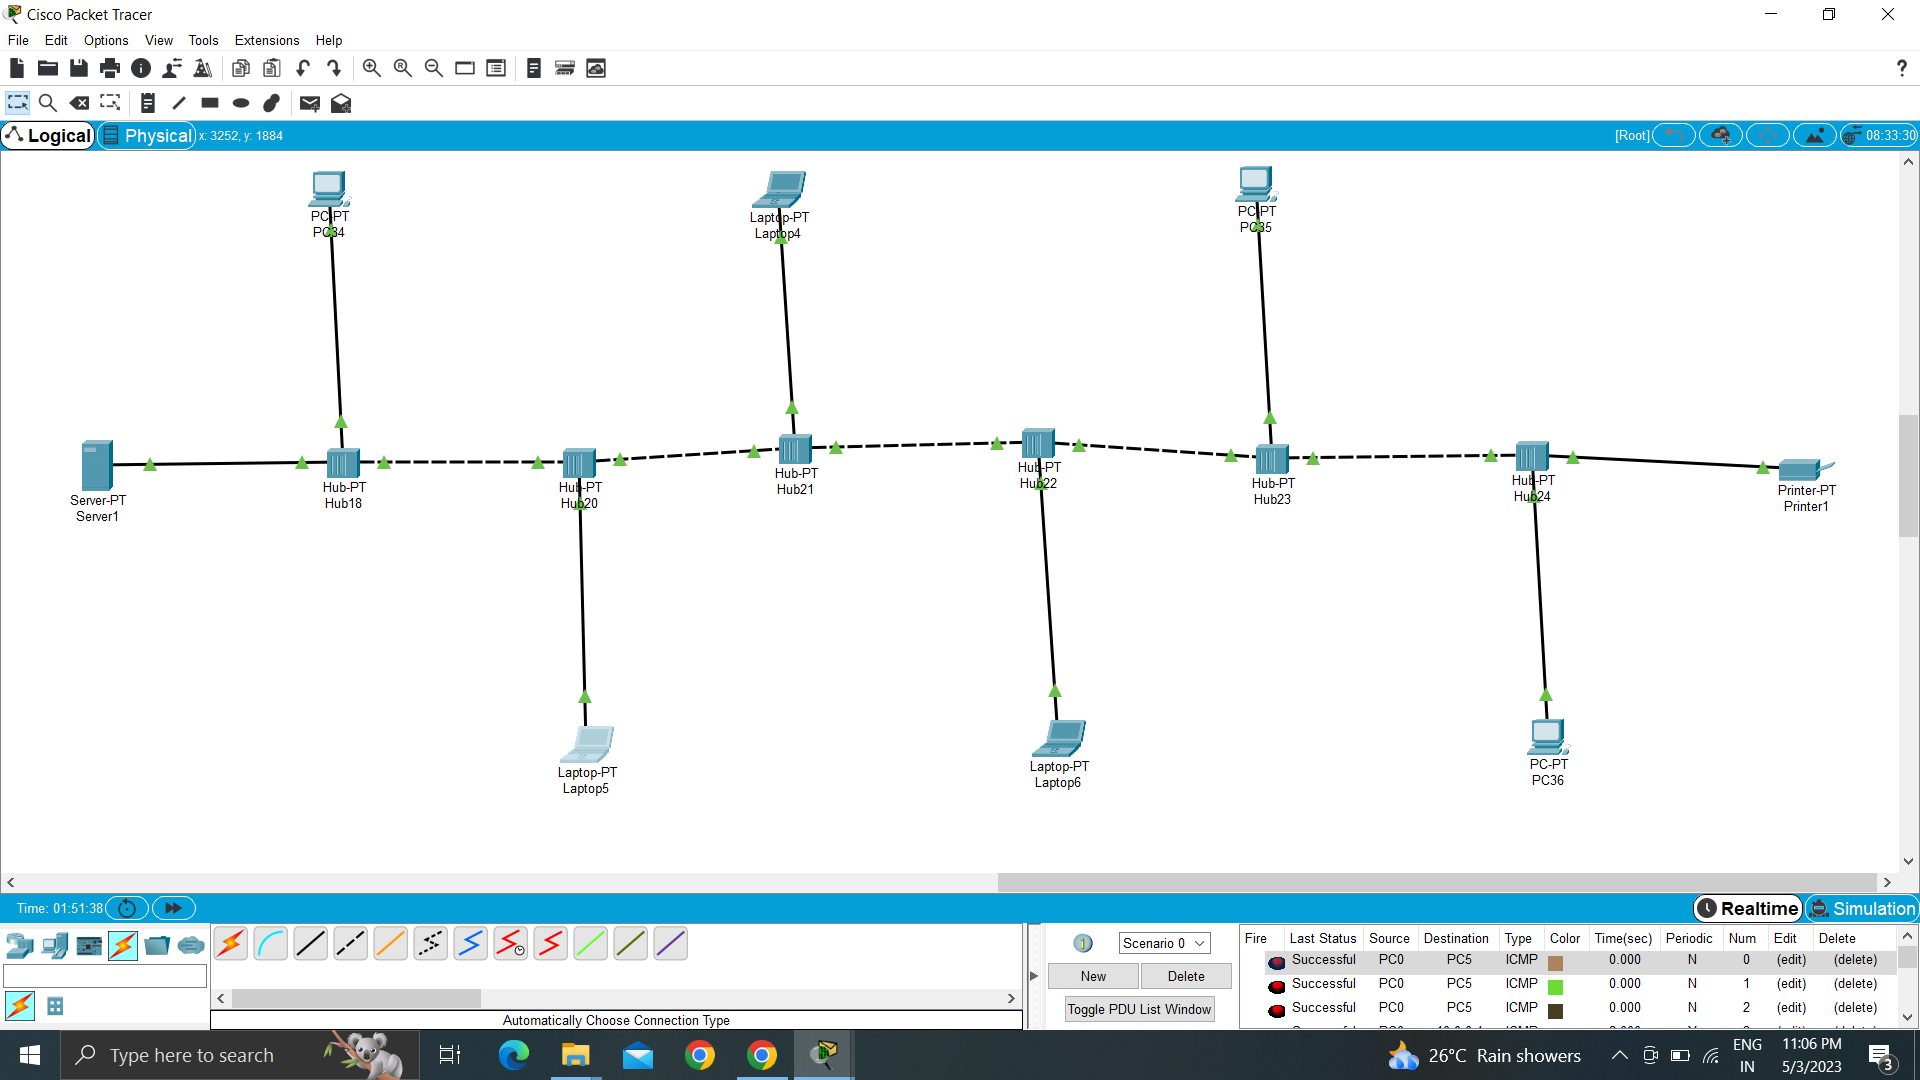 Cisco Packet Tracer
File Edit Options View Tools Extensions Help
?
Logical Physical x: 3252, y: 1884 [Root] 08:33:30
PC-PT
PC34
Laptop-PT
Laptop4
PC-PT
PC35
Server-PT
Server1
Hub-PT
Hub18
Hub-PT
Hub20
Hub-PT
Hub21
Hub-PT
Hub22
Hub-PT
Hub23
Hub-PT
Hub24
Printer-PT
Printer1
Laptop-PT
Laptop5
Laptop-PT
Laptop6
PC-PT
PC36
Time: 01:51:38 Realtime Simulation
Automatically Choose Connection Type
Scenario 0
New Delete
Toggle PDU List Window
Fire Last Status Source Destination Type Color Time(sec) Periodic Num Edit Delete
Successful PC0 PC5 ICMP 0.000 N 0 (edit) (delete)
Successful PC0 PC5 ICMP 0.000 N 1 (edit) (delete)
Successful PC0 PC5 ICMP 0.000 N 2 (edit) (delete)
Type here to search
26°C Rain showers
ENG
IN
11:06 PM
5/3/2023
3